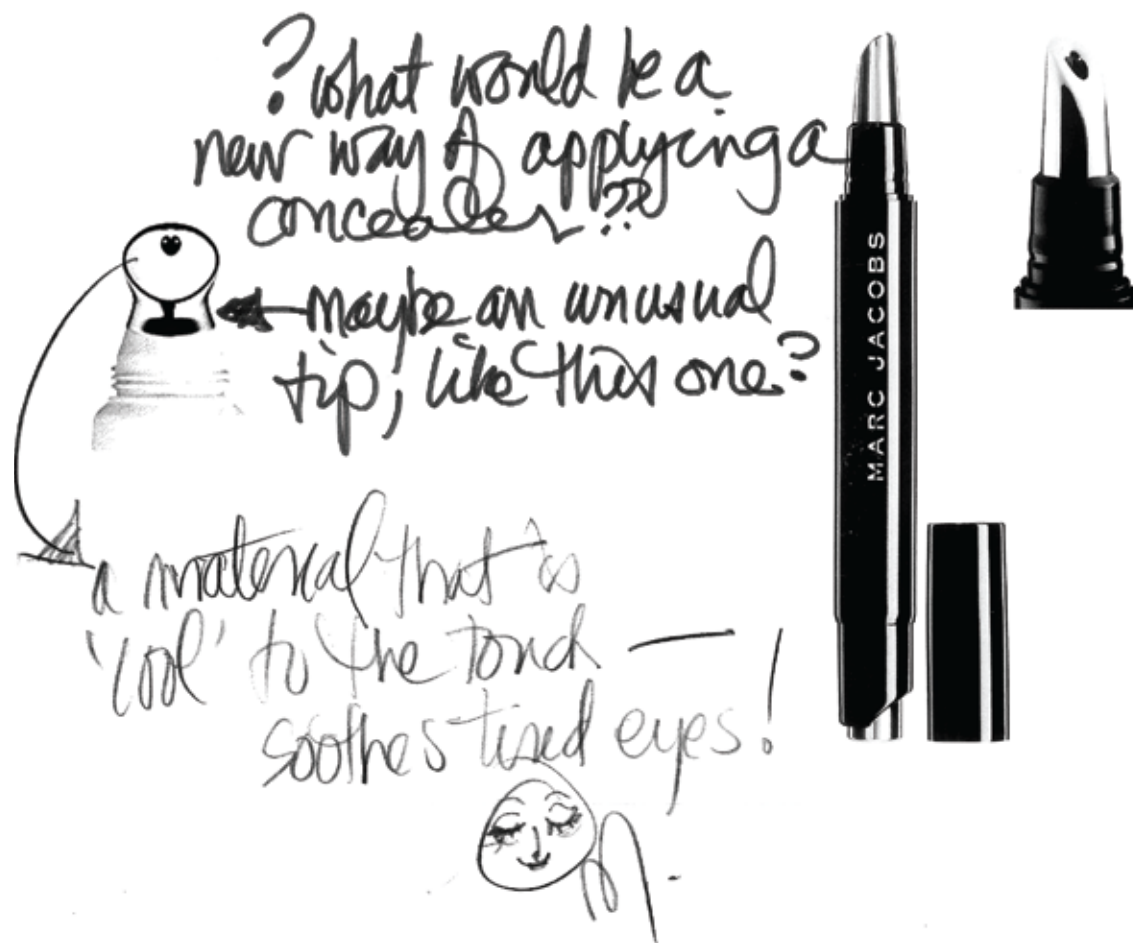 ? what would be a
new way of applying a
concealer??
maybe an unusual
tip, like this one?
a material that is
'cool' to the touch —
soothes tired eyes!
M.
MARC JACOBS